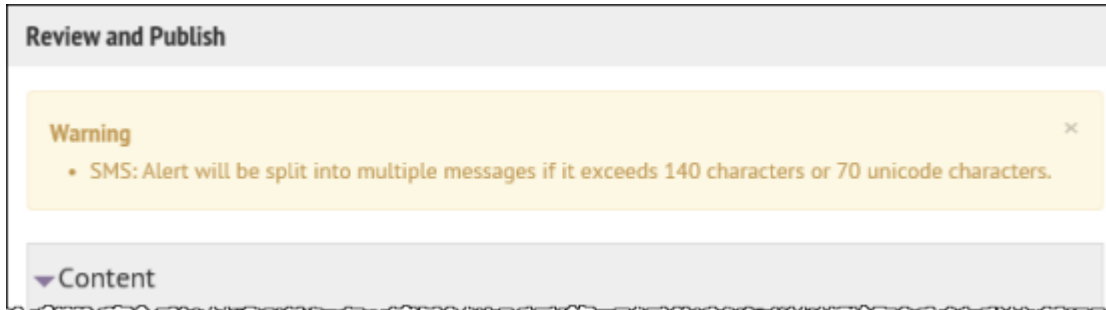 Review and Publish
Warning
• SMS: Alert will be split into multiple messages if it exceeds 140 characters or 70 unicode characters.
Content